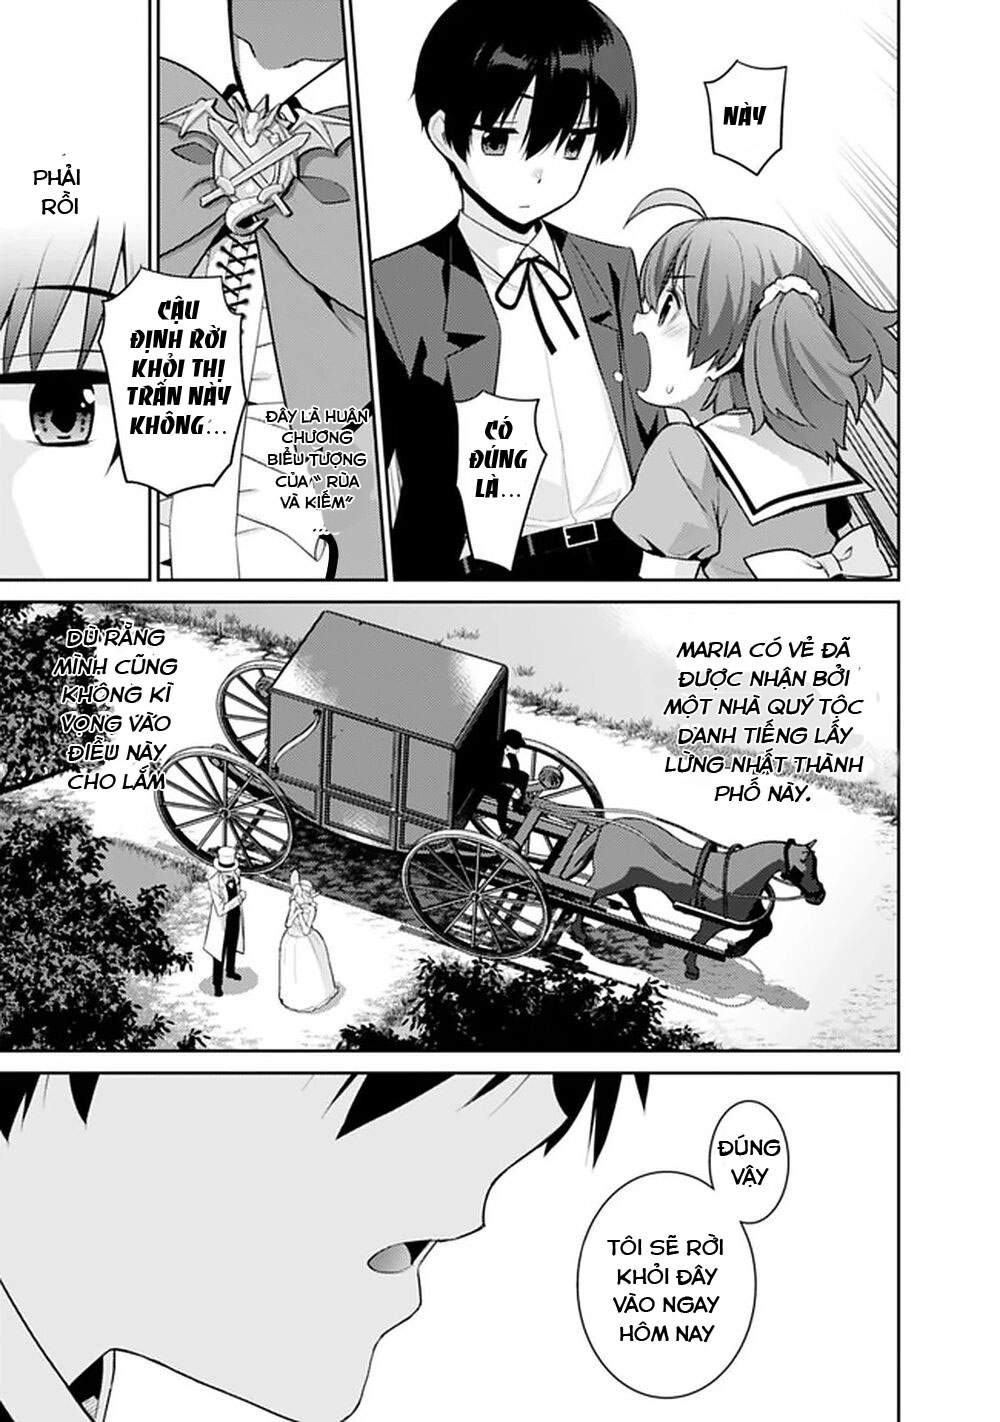 NÀY
CÓ
ĐÚNG
LÀ...
CẬU
ĐỊNH RỜI
KHỎI THỊ
TRẤN NÀY
KHÔNG...
ĐÂY LÀ HUÂN
CHƯƠNG
BIỂU TƯỢNG
CỦA " RÙA
VÀ KIẾM"
...
PHẢI
RỒI
MARIA CÓ VẺ ĐÃ
ĐƯỢC NHẬN BỞI
MỘT NHÀ QUÝ TỘC
DANH TIẾNG LẤY
LỪNG NHẤT THÀNH
PHỐ NÀY.
DÙ RẰNG
MÌNH CŨNG
KHÔNG KÌ
VỌNG VÀO
ĐIỀU NÀY
CHO LẮM
ĐÚNG
VẬY
TÔI SẼ RỜI
KHỎI ĐÂY
VÀO NGAY
HÔM NAY